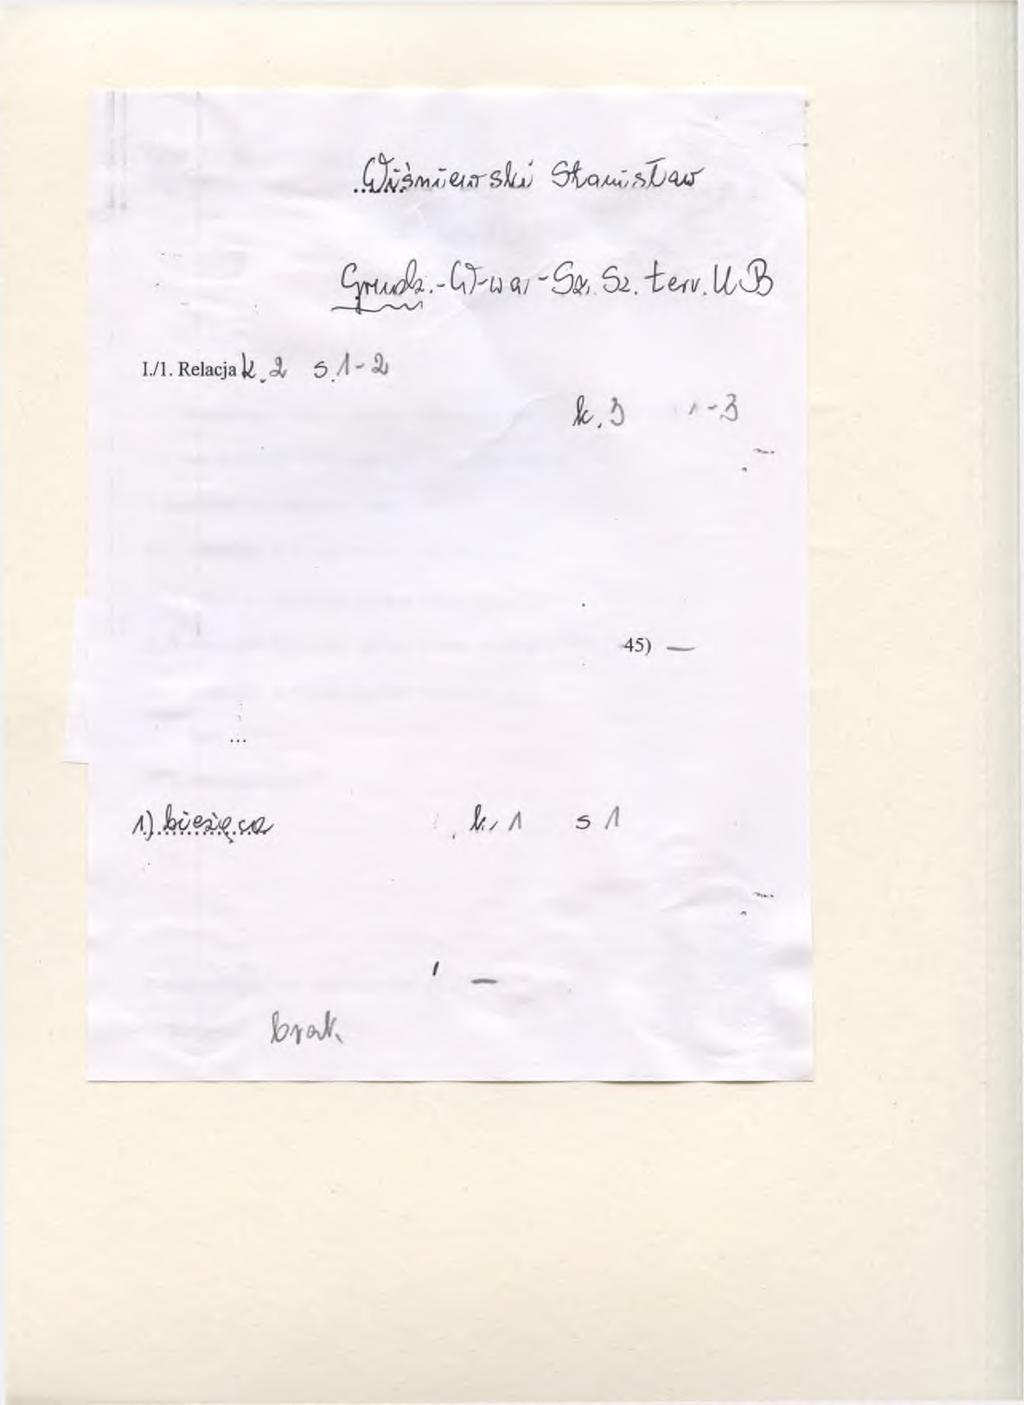 Wiśniewski Stanisław
Grudz.-W-wa,-Sz. Sz. terr. UB
I./1. Relacja k. 2 s. 1-2
k. 3 1-3
45) —
...
1) bieżąca k. 1 s 1
—
brak